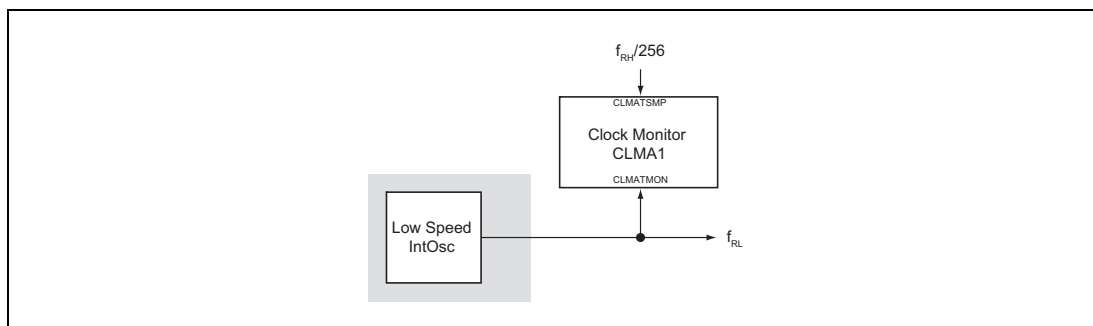 f_RH/256
CLMATSMP
Clock Monitor
CLMA1
CLMATMON
Low Speed
IntOsc
f_RL